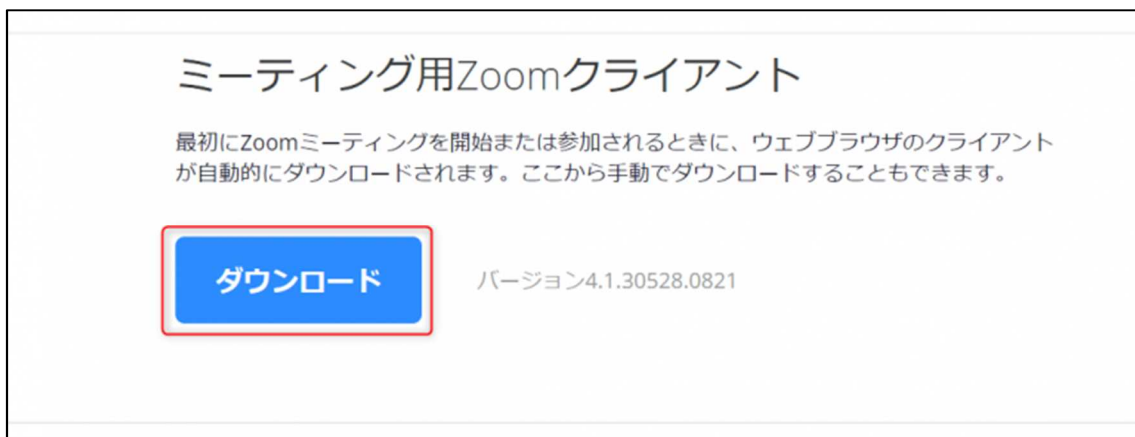 ミーティング用Zoomクライアント
最初にZoomミーティングを開始または参加されるときに、ウェブブラウザのクライアント
が自動的にダウンロードされます。ここから手動でダウンロードすることもできます。
ダウンロード
バージョン4.1.30528.0821